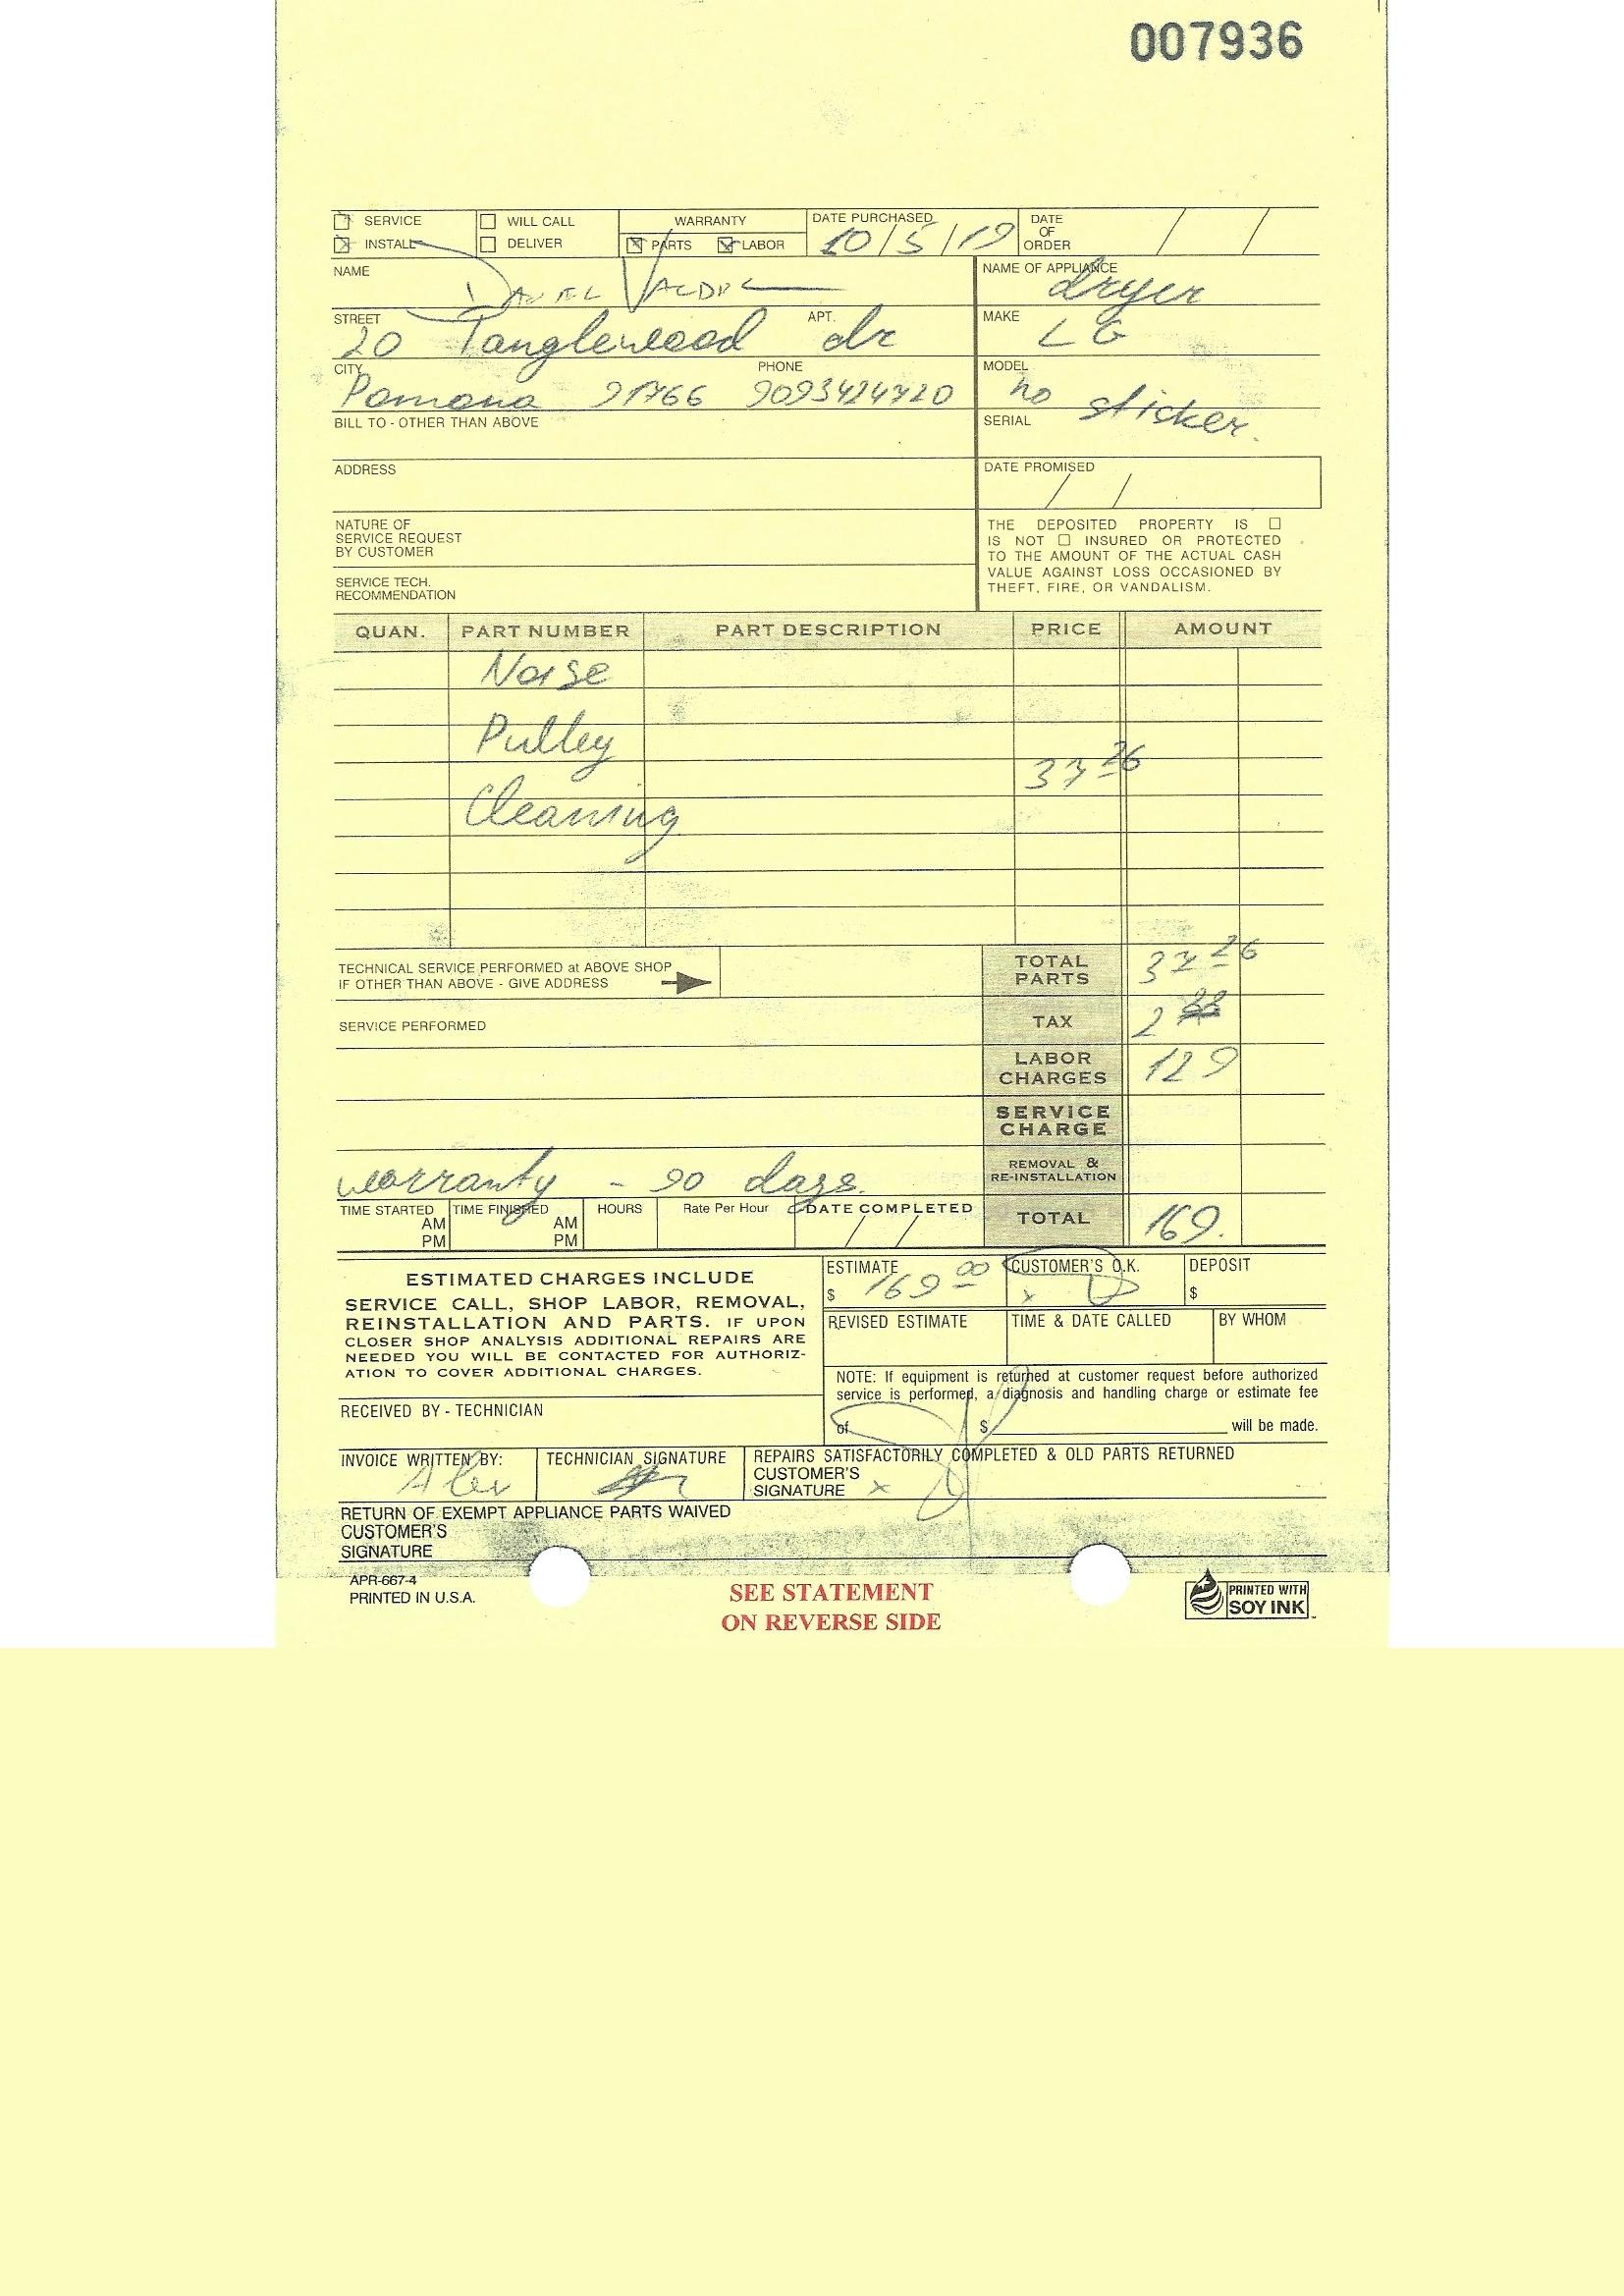 007936
SERVICE WILL CALL WARRANTY DATE PURCHASED DATE OF ORDER
INSTALL DELIVER PARTS LABOR 10/5/19 / /
NAME NAME OF APPLIANCE
dryer
STREET APT. MAKE
20 Tanglewood dr LG
CITY PHONE MODEL
Pomona 91766 9093424720 no sticker.
BILL TO - OTHER THAN ABOVE SERIAL
ADDRESS DATE PROMISED
/ /
NATURE OF
SERVICE REQUEST
BY CUSTOMER
SERVICE TECH.
RECOMMENDATION
THE DEPOSITED PROPERTY IS
IS NOT INSURED OR PROTECTED
TO THE AMOUNT OF THE ACTUAL CASH
VALUE AGAINST LOSS OCCASIONED BY
THEFT, FIRE, OR VANDALISM.
QUAN. PART NUMBER PART DESCRIPTION PRICE AMOUNT
Noise
Pulley
Cleaning
TECHNICAL SERVICE PERFORMED at ABOVE SHOP
IF OTHER THAN ABOVE - GIVE ADDRESS
TOTAL PARTS
SERVICE PERFORMED TAX 2
LABOR CHARGES 129
SERVICE CHARGE
warranty - 90 days. REMOVAL & RE-INSTALLATION
TIME STARTED AM PM TIME FINISHED AM PM HOURS Rate Per Hour DATE COMPLETED / / TOTAL 169.
ESTIMATED CHARGES INCLUDE
SERVICE CALL, SHOP LABOR, REMOVAL,
REINSTALLATION AND PARTS. IF UPON
CLOSER SHOP ANALYSIS ADDITIONAL REPAIRS ARE
NEEDED YOU WILL BE CONTACTED FOR AUTHORIZ-
ATION TO COVER ADDITIONAL CHARGES.
ESTIMATE CUSTOMER'S O.K. DEPOSIT
$ 169 00 x $
REVISED ESTIMATE TIME & DATE CALLED BY WHOM
NOTE: If equipment is returned at customer request before authorized
service is performed, a diagnosis and handling charge or estimate fee
of $ will be made.
RECEIVED BY - TECHNICIAN
INVOICE WRITTEN BY: TECHNICIAN SIGNATURE REPAIRS SATISFACTORILY COMPLETED & OLD PARTS RETURNED
Alex CUSTOMER'S
SIGNATURE x
RETURN OF EXEMPT APPLIANCE PARTS WAIVED
CUSTOMER'S
SIGNATURE
APR-667-4
PRINTED IN U.S.A.
SEE STATEMENT
ON REVERSE SIDE
PRINTED WITH
SOY INK